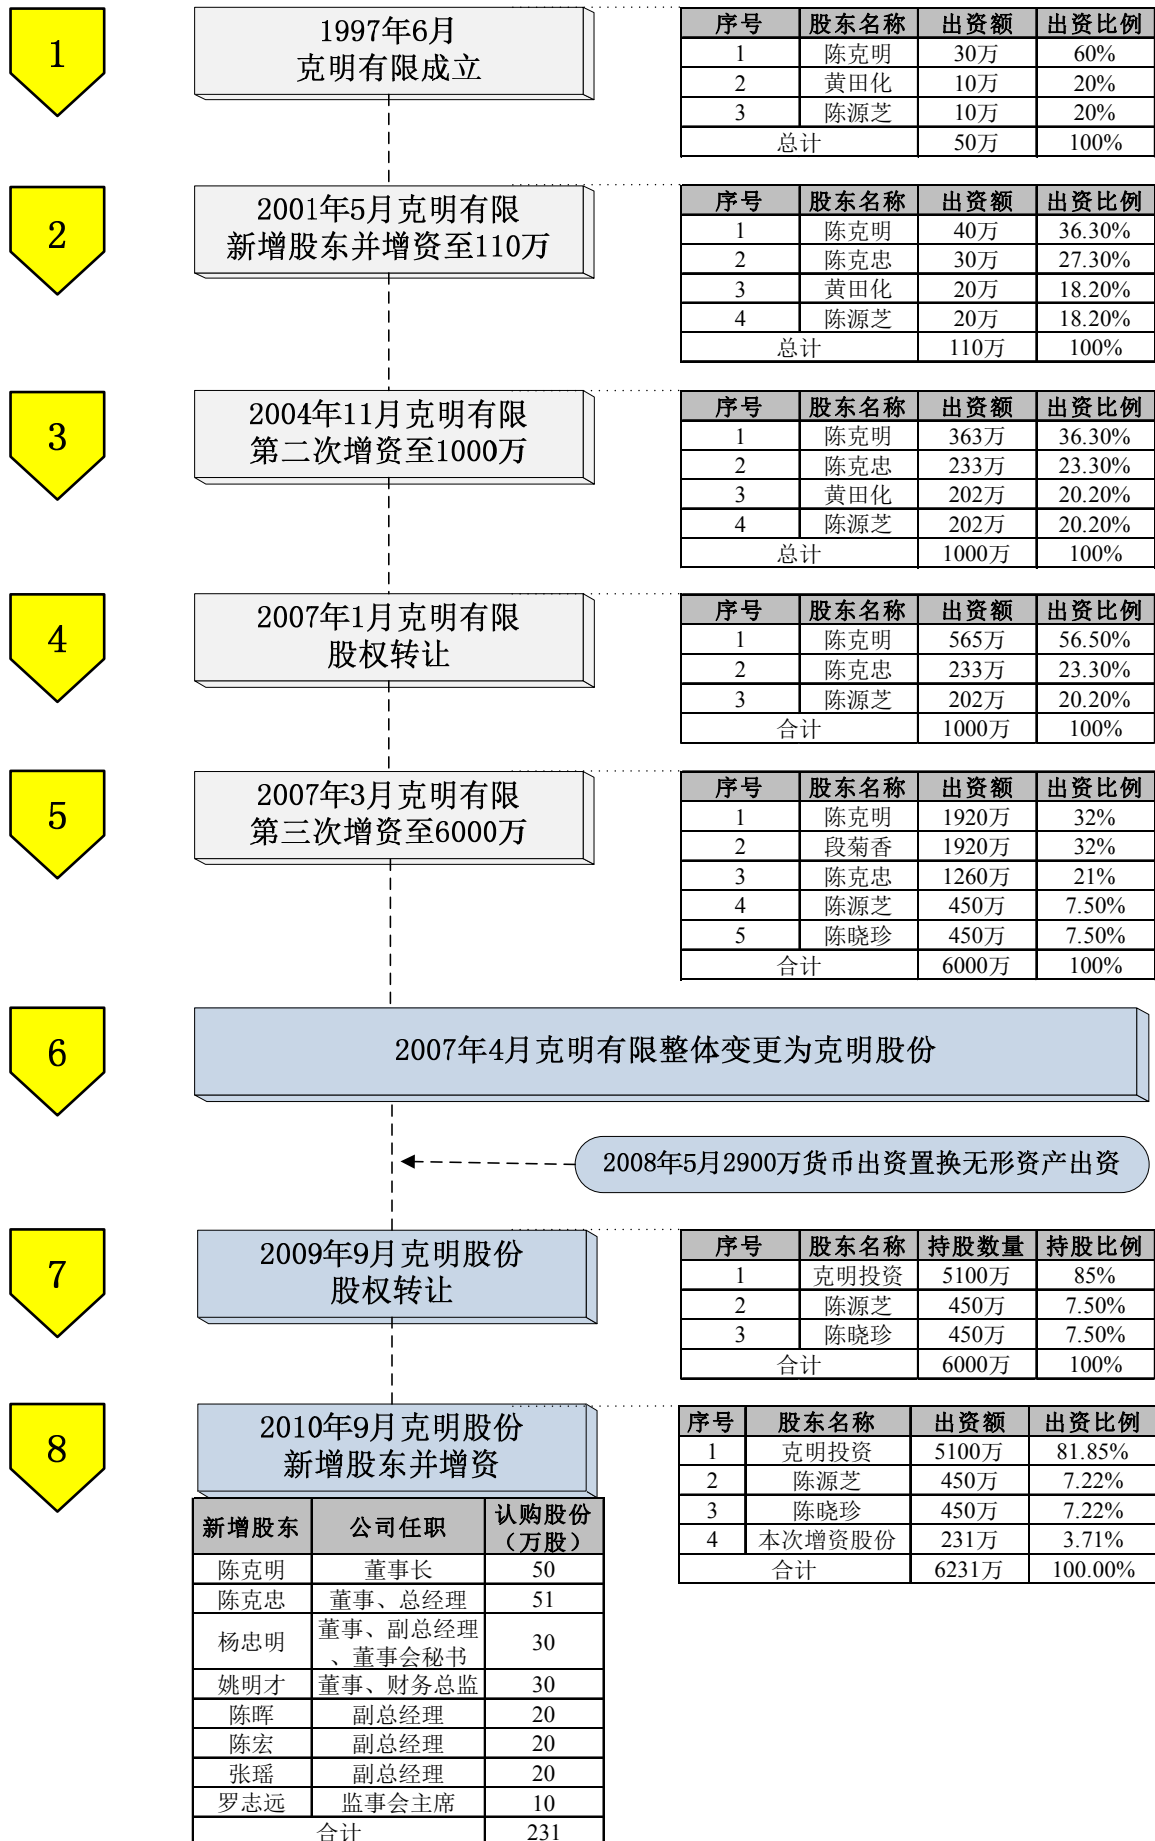 1
1997年6月
克明有限成立
序号 股东名称 出资额 出资比例
1 陈克明 30万 60%
2 黄田化 10万 20%
3 陈源芝 10万 20%
总计 50万 100%
2
2001年5月克明有限
新增股东并增资至110万
序号 股东名称 出资额 出资比例
1 陈克明 40万 36.30%
2 陈克忠 30万 27.30%
3 黄田化 20万 18.20%
4 陈源芝 20万 18.20%
总计 110万 100%
3
2004年11月克明有限
第二次增资至1000万
序号 股东名称 出资额 出资比例
1 陈克明 363万 36.30%
2 陈克忠 233万 23.30%
3 黄田化 202万 20.20%
4 陈源芝 202万 20.20%
总计 1000万 100%
4
2007年1月克明有限
股权转让
序号 股东名称 出资额 出资比例
1 陈克明 565万 56.50%
2 陈克忠 233万 23.30%
3 陈源芝 202万 20.20%
合计 1000万 100%
5
2007年3月克明有限
第三次增资至6000万
序号 股东名称 出资额 出资比例
1 陈克明 1920万 32%
2 段菊香 1920万 32%
3 陈克忠 1260万 21%
4 陈源芝 450万 7.50%
5 陈晓珍 450万 7.50%
合计 6000万 100%
6
2007年4月克明有限整体变更为克明股份
2008年5月2900万货币出资置换无形资产出资
7
2009年9月克明股份
股权转让
序号 股东名称 持股数量 持股比例
1 克明投资 5100万 85%
2 陈源芝 450万 7.50%
3 陈晓珍 450万 7.50%
合计 6000万 100%
8
2010年9月克明股份
新增股东并增资
序号 股东名称 出资额 出资比例
1 克明投资 5100万 81.85%
2 陈源芝 450万 7.22%
3 陈晓珍 450万 7.22%
4 本次增资股份 231万 3.71%
合计 6231万 100.00%
新增股东 公司任职 认购股份
（万股）
陈克明 董事长 50
陈克忠 董事、总经理 51
杨忠明 董事、副总经理
、董事会秘书 30
姚明才 董事、财务总监 30
陈晖 副总经理 20
陈宏 副总经理 20
张瑶 副总经理 20
罗志远 监事会主席 10
合计 231